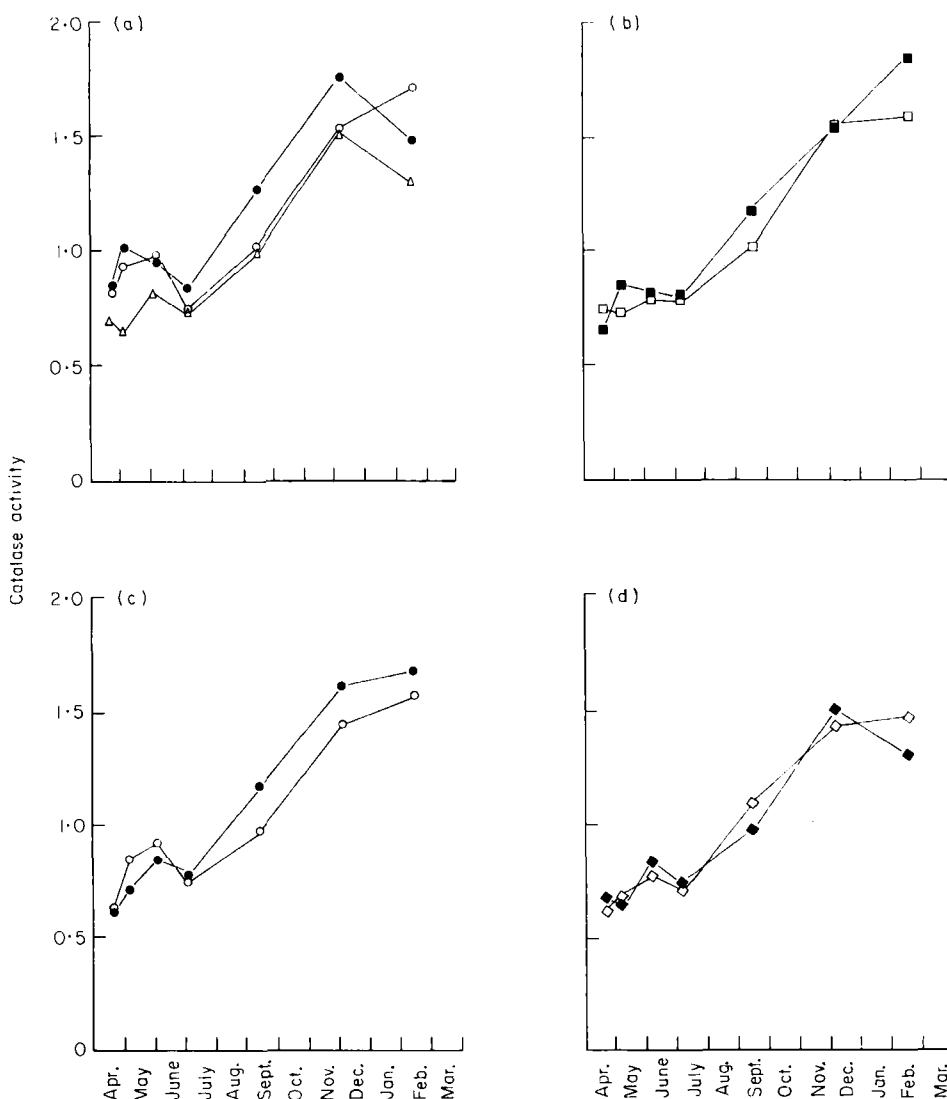 2·0
(a)
1·5
1·0
0·5
0
(b)
Catalase activity
2·0
(c)
1·5
1·0
0·5
0
Apr.
May
June
July
Aug.
Sept.
Oct.
Nov.
Dec.
Jan.
Feb.
Mar.
(d)
Apr.
May
June
July
Aug.
Sept.
Oct.
Nov.
Dec.
Jan.
Feb.
Mar.